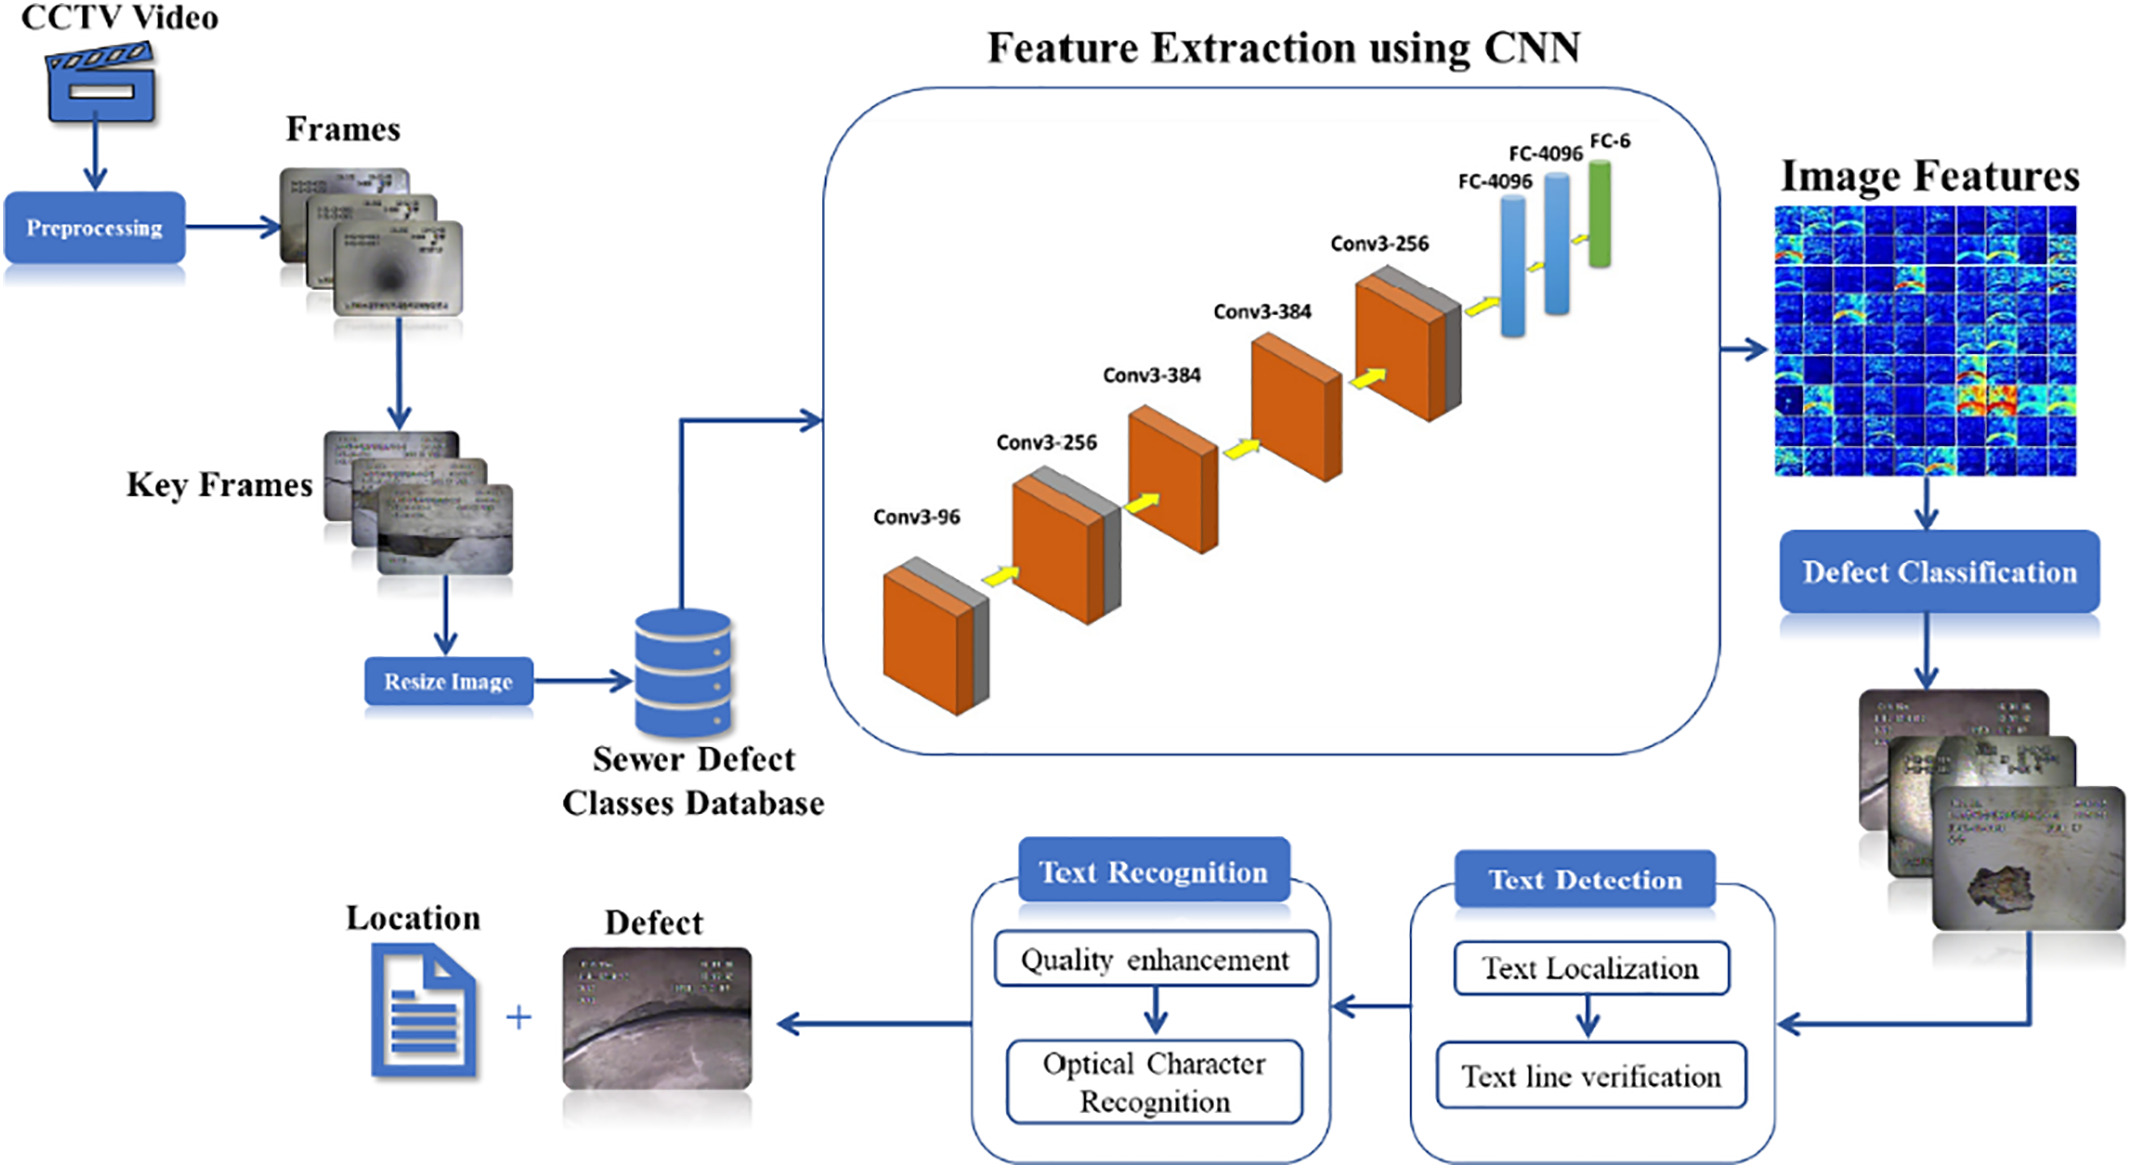 CCTV Video
Preprocessing
Frames
Key Frames
Resize Image
Sewer Defect
Classes Database
Feature Extraction using CNN
Conv3-96
Conv3-256
Conv3-384
Conv3-384
Conv3-256
FC-4096
FC-4096
FC-6
Image Features
Defect Classification
Text Detection
Text Localization
Text line verification
Text Recognition
Quality enhancement
Optical Character
Recognition
Defect
+
Location